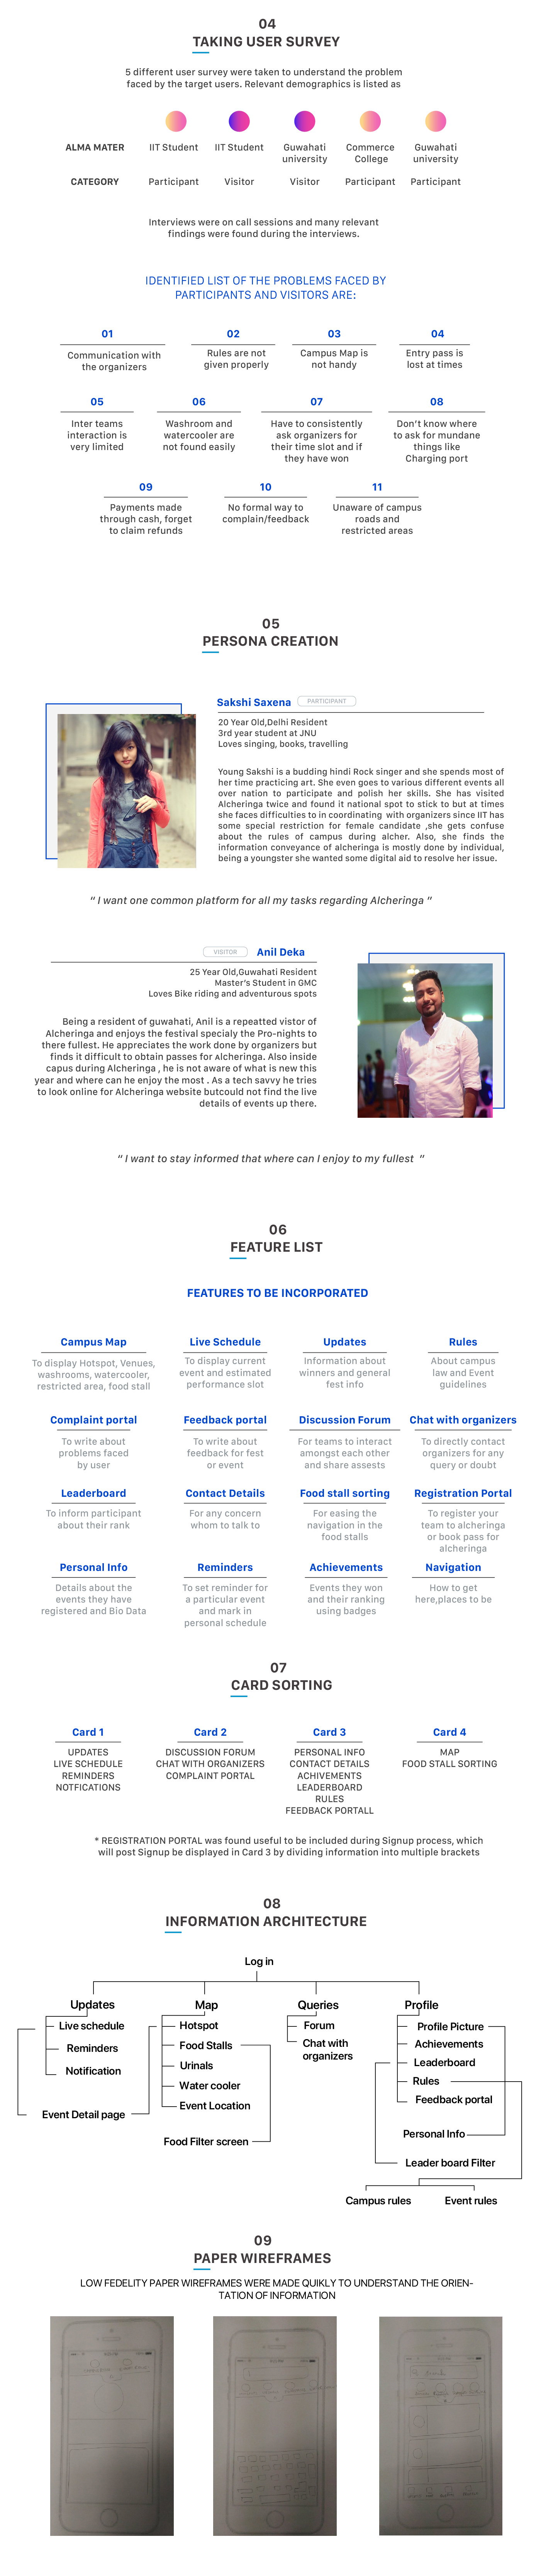 04
TAKING USER SURVEY
5 different user survey were taken to understand the problem
faced by the target users. Relevant demographics is listed as
ALMA MATER
IIT Student
IIT Student
Guwahati
university
Commerce
College
Guwahati
university
CATEGORY
Participant
Visitor
Visitor
Participant
Participant
Interviews were on call sessions and many relevant
findings were found during the interviews.
IDENTIFIED LIST OF THE PROBLEMS FACED BY
PARTICIPANTS AND VISITORS ARE:
01
Communication with
the organizers
02
Rules are not
given properly
03
Campus Map is
not handy
04
Entry pass is
lost at times
05
Inter teams
interaction is
very limited
06
Washroom and
watercooler are
not found easily
07
Have to consistently
ask organizers for
their time slot and if
they have won
08
Don't know where
to ask for mundane
things like
Charging port
09
Payments made
through cash, forget
to claim refunds
10
No formal way to
complain/feedback
11
Unaware of campus
roads and
restricted areas
05
PERSONA CREATION
Sakshi Saxena
PARTICIPANT
20 Year Old,Delhi Resident
3rd year student at JNU
Loves singing, books, travelling
Young Sakshi is a budding hindi Rock singer and she spends most of
her time practicing art. She even goes to various different events all
over nation to participate and polish her skills. She has visited
Alcheringa twice and found it national spot to stick to but at times
she faces difficulties to in coordinating with organizers since IIT has
some special restriction for female candidate ,she gets confuse
about the rules of campus during alcher. Also, she finds the
information conveyance of alcheringa is mostly done by individual,
being a youngster she wanted some digital aid to resolve her issue.
" I want one common platform for all my tasks regarding Alcheringa "
VISITOR
Anil Deka
25 Year Old,Guwahati Resident
Master's Student in GMC
Loves Bike riding and adventurous spots
Being a resident of guwahati, Anil is a repeatted vistor of
Alcheringa and enjoys the festival specialy the Pro-nights to
there fullest. He appreciates the work done by organizers but
finds it difficult to obtain passes for Alcheringa. Also inside
capus during Alcheringa , he is not aware of what is new this
year and where can he enjoy the most . As a tech savvy he tries
to look online for Alcheringa website butcould not find the live
details of events up there.
" I want to stay informed that where can I enjoy to my fullest "
06
FEATURE LIST
FEATURES TO BE INCORPORATED
Campus Map
To display Hotspot, Venues,
washrooms, watercooler,
restricted area, food stall
Live Schedule
To display current
event and estimated
performance slot
Updates
Information about
winners and general
fest info
Rules
About campus
law and Event
guidelines
Complaint portal
To write about
problems faced
by user
Feedback portal
To write about
feedback for fest
or event
Discussion Forum
For teams to interact
amongst each other
and share assests
Chat with organizers
To directly contact
organizers for any
query or doubt
Leaderboard
To inform participant
about their rank
Contact Details
For any concern
whom to talk to
Food stall sorting
For easing the
navigation in the
food stalls
Registration Portal
To register your
team to alcheringa
or book pass for
alcheringa
Personal Info
Details about the
events they have
registered and Bio Data
Reminders
To set reminder for
a particular event
and mark in
personal schedule
Achievements
Events they won
and their ranking
using badges
Navigation
How to get
here,places to be
07
CARD SORTING
Card 1
UPDATES
LIVE SCHEDULE
REMINDERS
NOTFICATIONS
Card 2
DISCUSSION FORUM
CHAT WITH ORGANIZERS
COMPLAINT PORTAL
Card 3
PERSONAL INFO
CONTACT DETAILS
ACHIVEMENTS
LEADERBOARD
RULES
FEEDBACK PORTALL
Card 4
MAP
FOOD STALL SORTING
* REGISTRATION PORTAL was found useful to be included during Signup process, which
will post Signup be displayed in Card 3 by dividing information into multiple brackets
08
INFORMATION ARCHITECTURE
Log in
Updates
Live schedule
Reminders
Notification
Event Detail page
Map
Hotspot
Food Stalls
Urinals
Water cooler
Event Location
Food Filter screen
Queries
Forum
Chat with
organizers
Profile
Profile Picture
Achievements
Leaderboard
Rules
Feedback portal
Personal Info
Leader board Filter
Campus rules
Event rules
09
PAPER WIREFRAMES
LOW FEDELITY PAPER WIREFRAMES WERE MADE QUIKLY TO UNDERSTAND THE ORIEN-
TATION OF INFORMATION